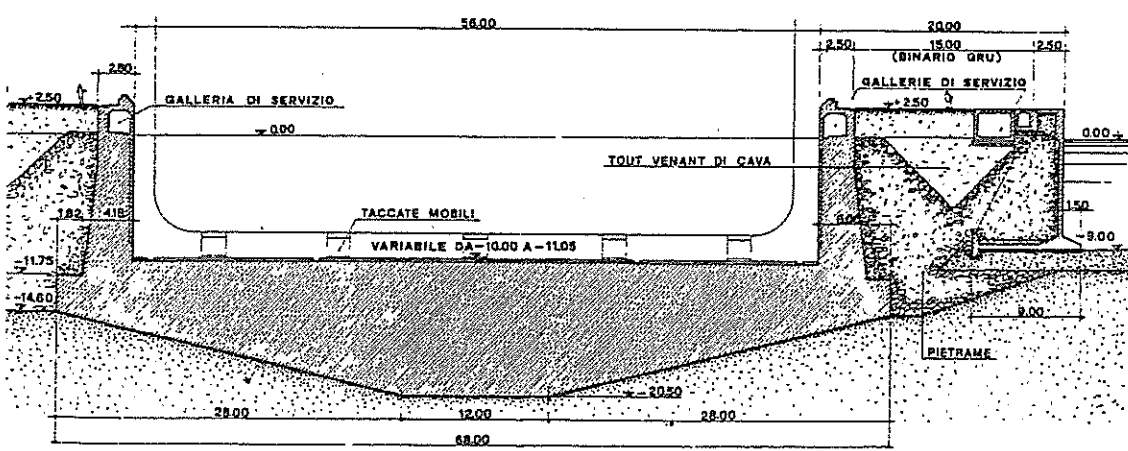 56.00
20.00
2.50 15.00 2.50
(BINARIO GRU)
2.50
GALLERIA DI SERVIZIO
GALLERIE DI SERVIZIO
+2.50
+2.50
0.00
0.00
TOUT VENANT DI CAVA
1.82 4.18
TACCATE MOBILI
1.50
VARIABILE DA -10.00 A -11.05
-9.00
-11.75
-14.60
9.00
PIETRAME
-20.50
28.00 12.00 28.00
68.00